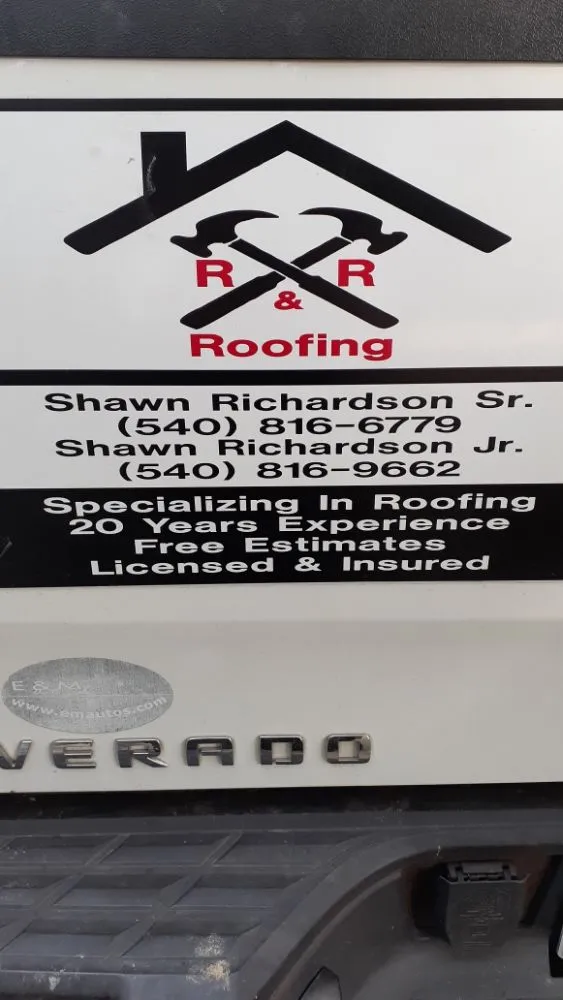 R R
&
Roofing
Shawn Richardson Sr.
(540) 816-6779
Shawn Richardson Jr.
(540) 816-9662
Specializing In Roofing
20 Years Experience
Free Estimates
Licensed & Insured
E & M
www.emautos.com
VERADO